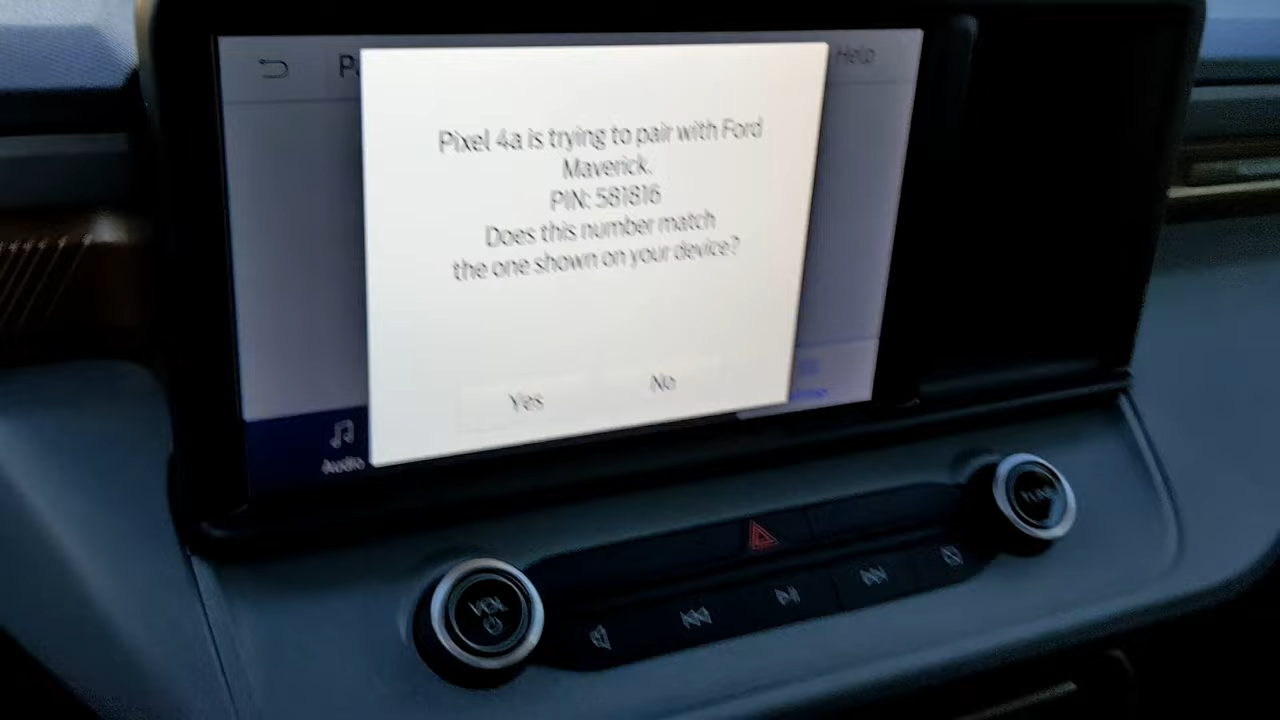 Help
Pixel 4a is trying to pair with Ford
Maverick.
PIN: 581816
Does this number match
the one shown on your device?
Yes
No
Audio
VOL
TUNE